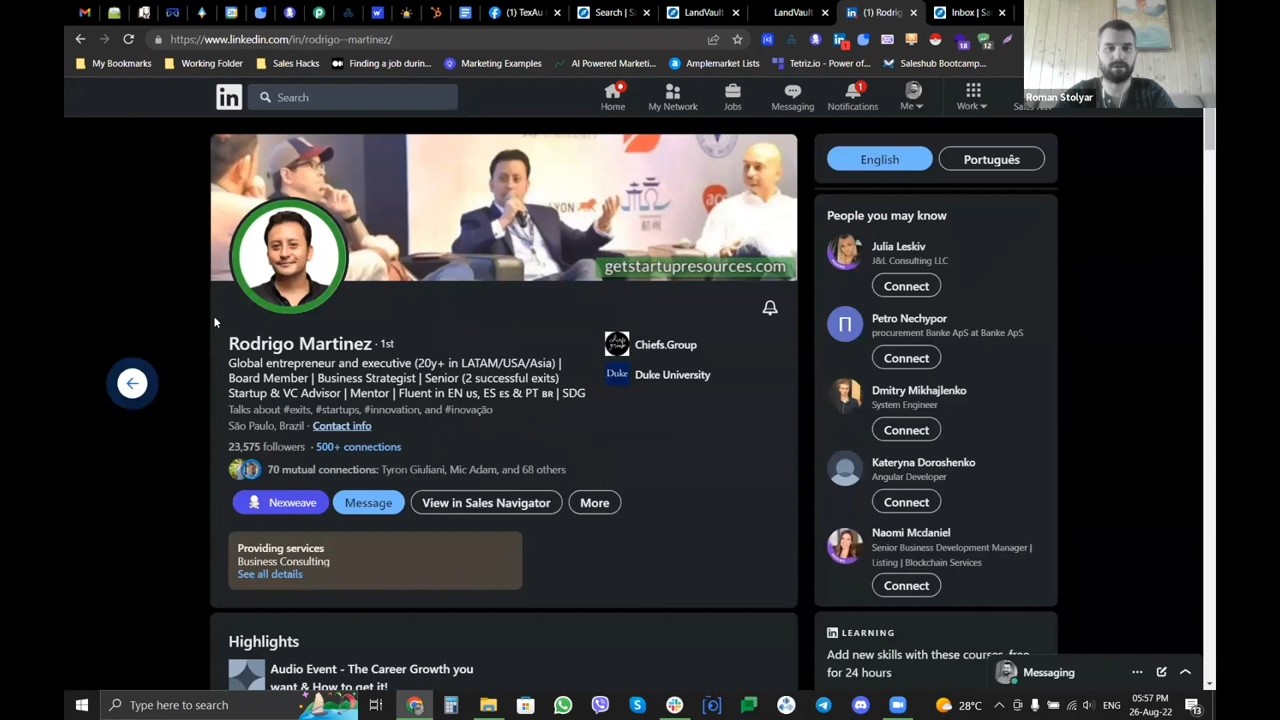 (1) TexAu
Search | Sa
LandVault
LandVault
(1) Rodrig
Inbox | Sa
https://www.linkedin.com/in/rodrigo--martinez/
My Bookmarks
Working Folder
Sales Hacks
Finding a job durin...
Marketing Examples
AI Powered Marketi...
Amplemarket Lists
Tetriz.io - Power of...
Saleshub Bootcamp...
Roman Stolyar
in
Search
Home
My Network
Jobs
Messaging
1
Notifications
Me
Work
getstartupresources.com
Rodrigo Martinez · 1st
Global entrepreneur and executive (20y+ in LATAM/USA/Asia) |
Board Member | Business Strategist | Senior (2 successful exits)
Startup & VC Advisor | Mentor | Fluent in EN us, ES ES & PT BR | SDG
Talks about #exits, #startups, #innovation, and #inovação
São Paulo, Brazil · Contact info
23,575 followers · 500+ connections
70 mutual connections: Tyron Giuliani, Mic Adam, and 68 others
Nexweave
Message
View in Sales Navigator
More
Chiefs.Group
Duke Duke University
Providing services
Business Consulting
See all details
Highlights
Audio Event - The Career Growth you
want & How to get it!
English
Português
People you may know
Julia Leskiv
J&L Consulting LLC
Connect
П
Petro Nechypor
procurement Banke ApS at Banke ApS
Connect
Dmitry Mikhajlenko
System Engineer
Connect
Kateryna Doroshenko
Angular Developer
Connect
Naomi Mcdaniel
Senior Business Development Manager |
Listing | Blockchain Services
Connect
in LEARNING
Add new skills with these courses, free
for 24 hours
Messaging
Type here to search
28°C
ENG
05:57 PM
26-Aug-22